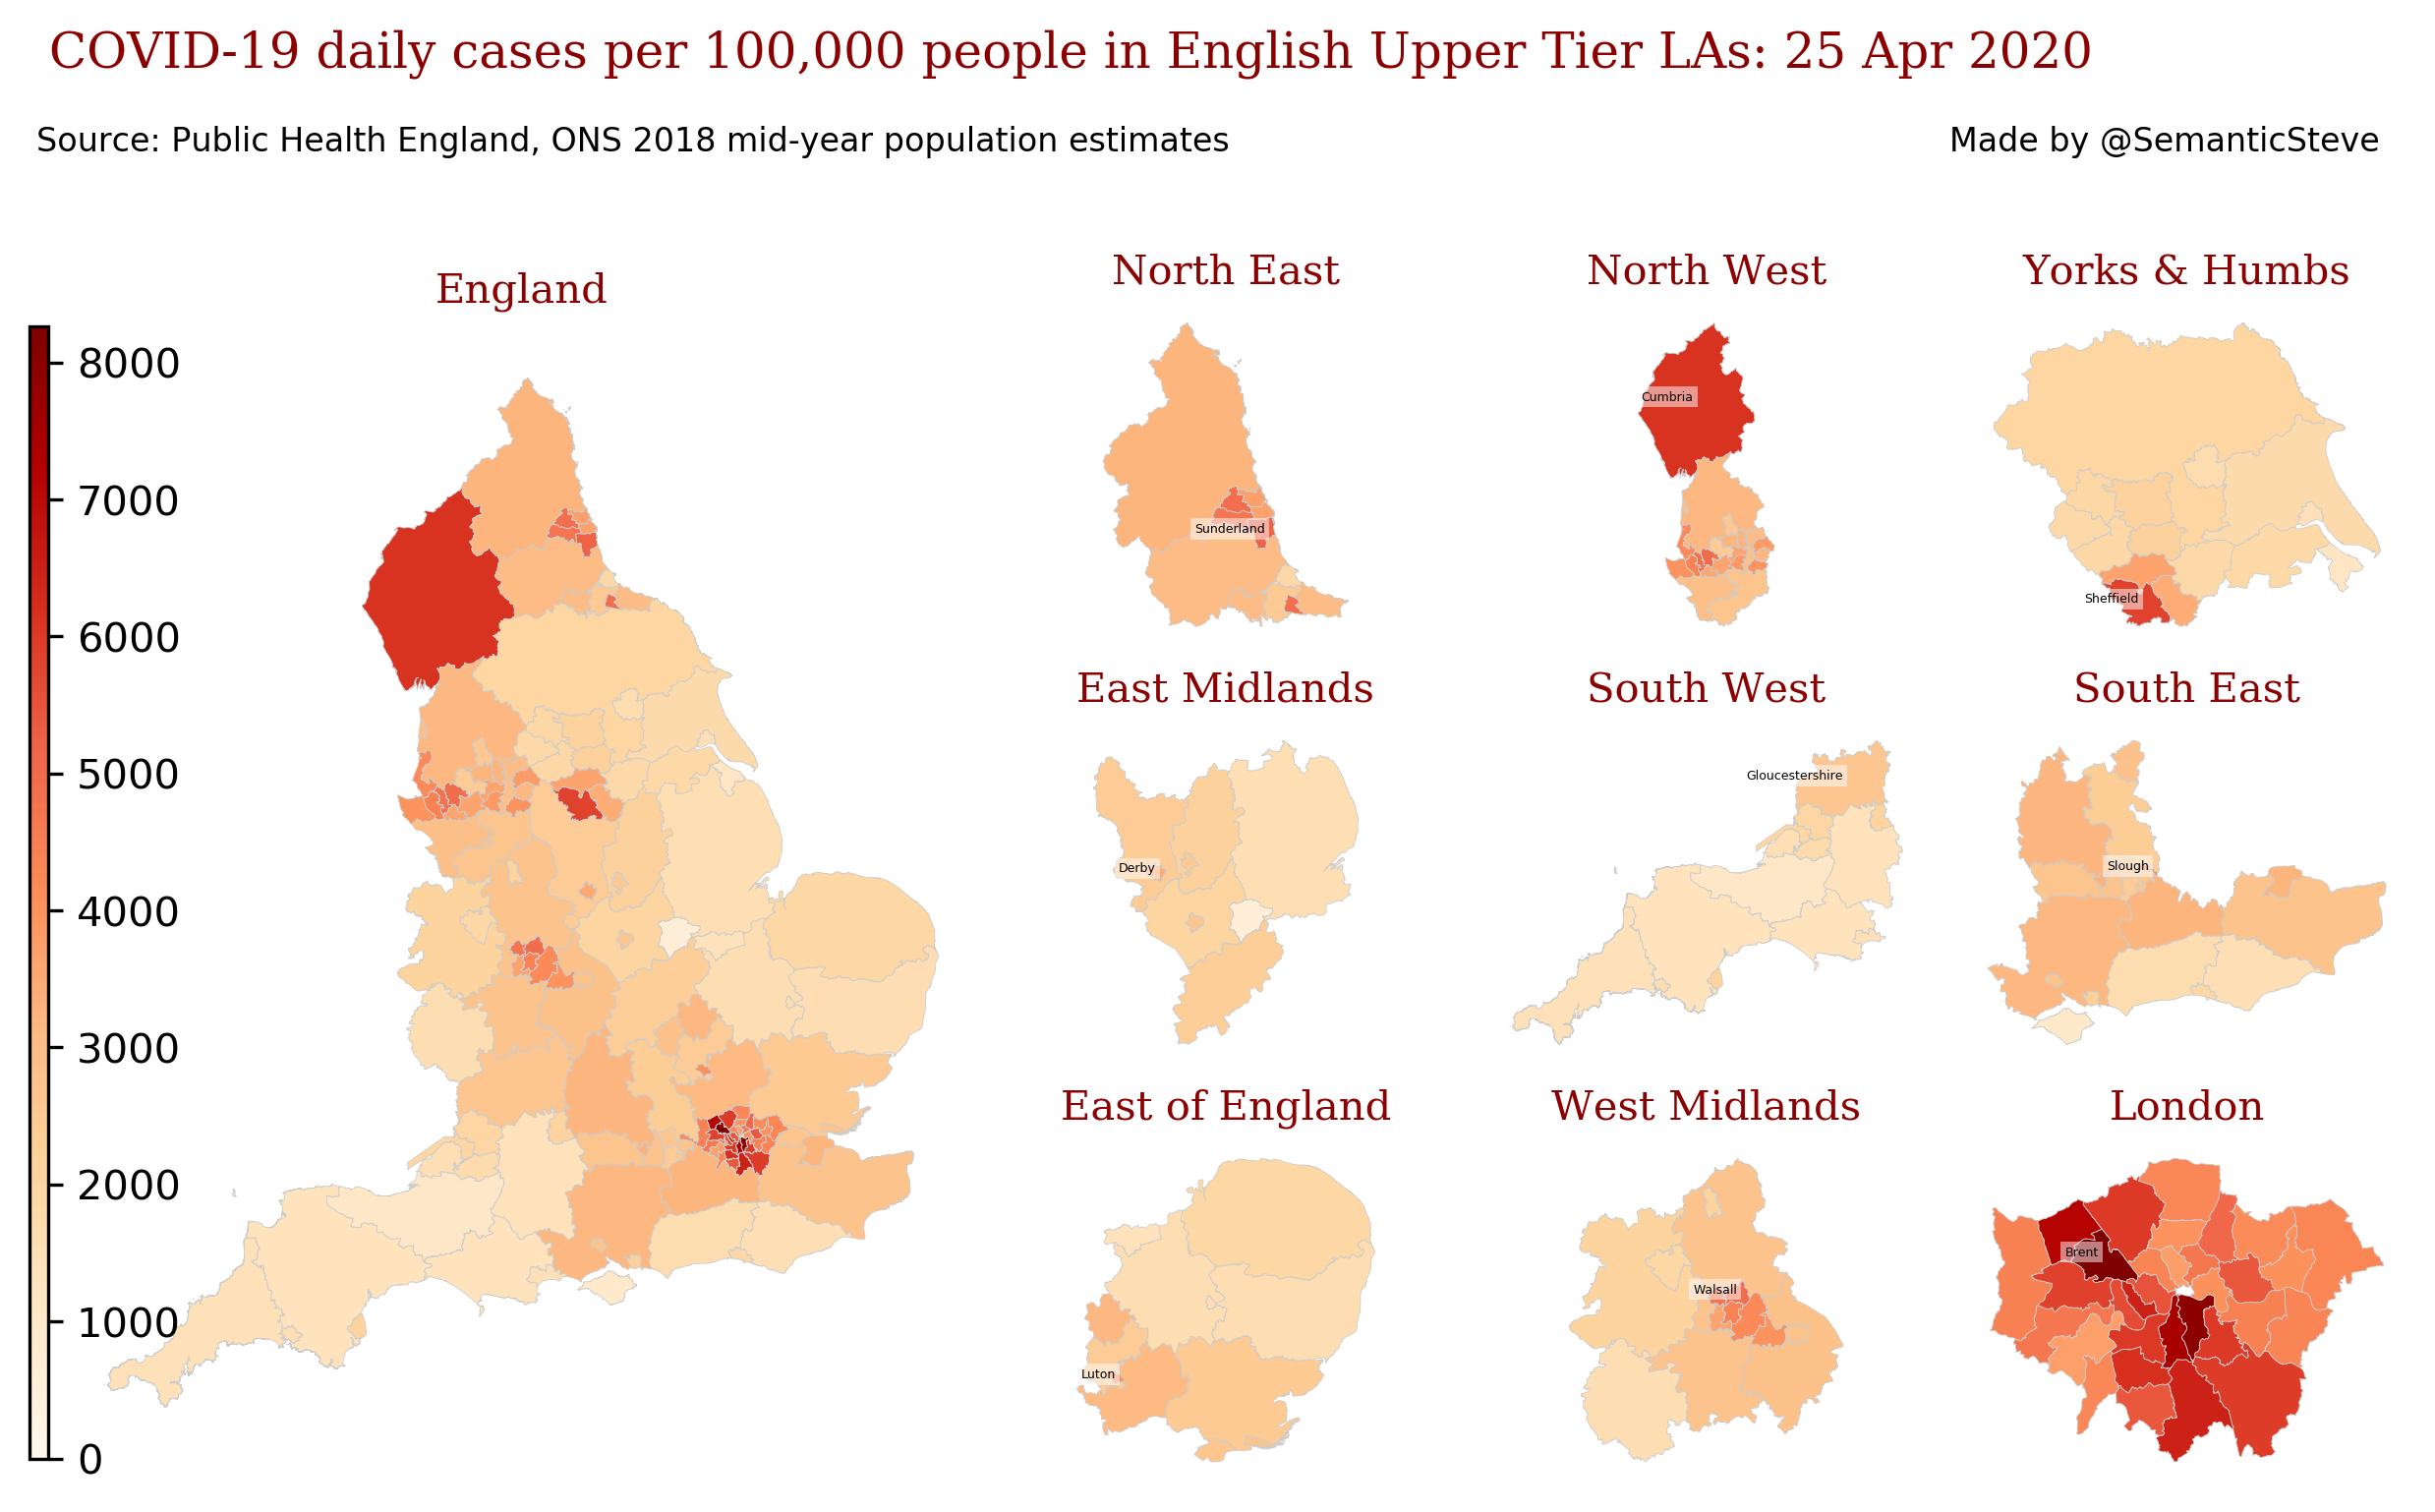 COVID-19 daily cases per 100,000 people in English Upper Tier LAs: 25 Apr 2020
Source: Public Health England, ONS 2018 mid-year population estimates
Made by @SemanticSteve
England
8000
7000
6000
5000
4000
3000
2000
1000
0
North East
Sunderland
North West
Cumbria
Yorks & Humbs
Sheffield
East Midlands
Derby
South West
Gloucestershire
South East
Slough
East of England
Luton
West Midlands
Walsall
London
Brent